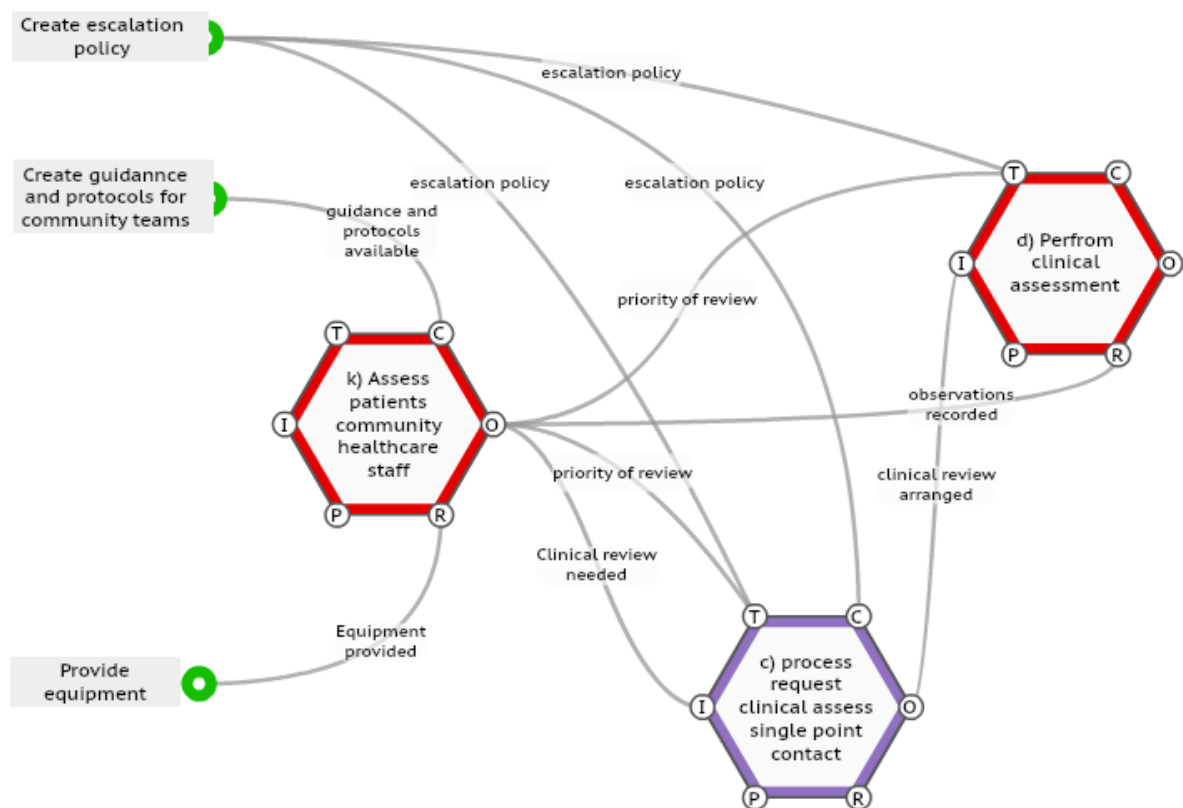 Create escalation
policy
escalation policy
Create guidannce
and protocols for
community teams
escalation policy
escalation policy
guidance and
protocols
available
T
C
I
d) Perfrom
clinical
assessment
O
P
R
priority of review
T
C
I
k) Assess
patients
community
healthcare
staff
O
P
R
observations
recorded
priority of review
clinical review
arranged
Clinical review
needed
Equipment
provided
Provide
equipment
T
C
I
c) process
request
clinical assess
single point
contact
O
P
R